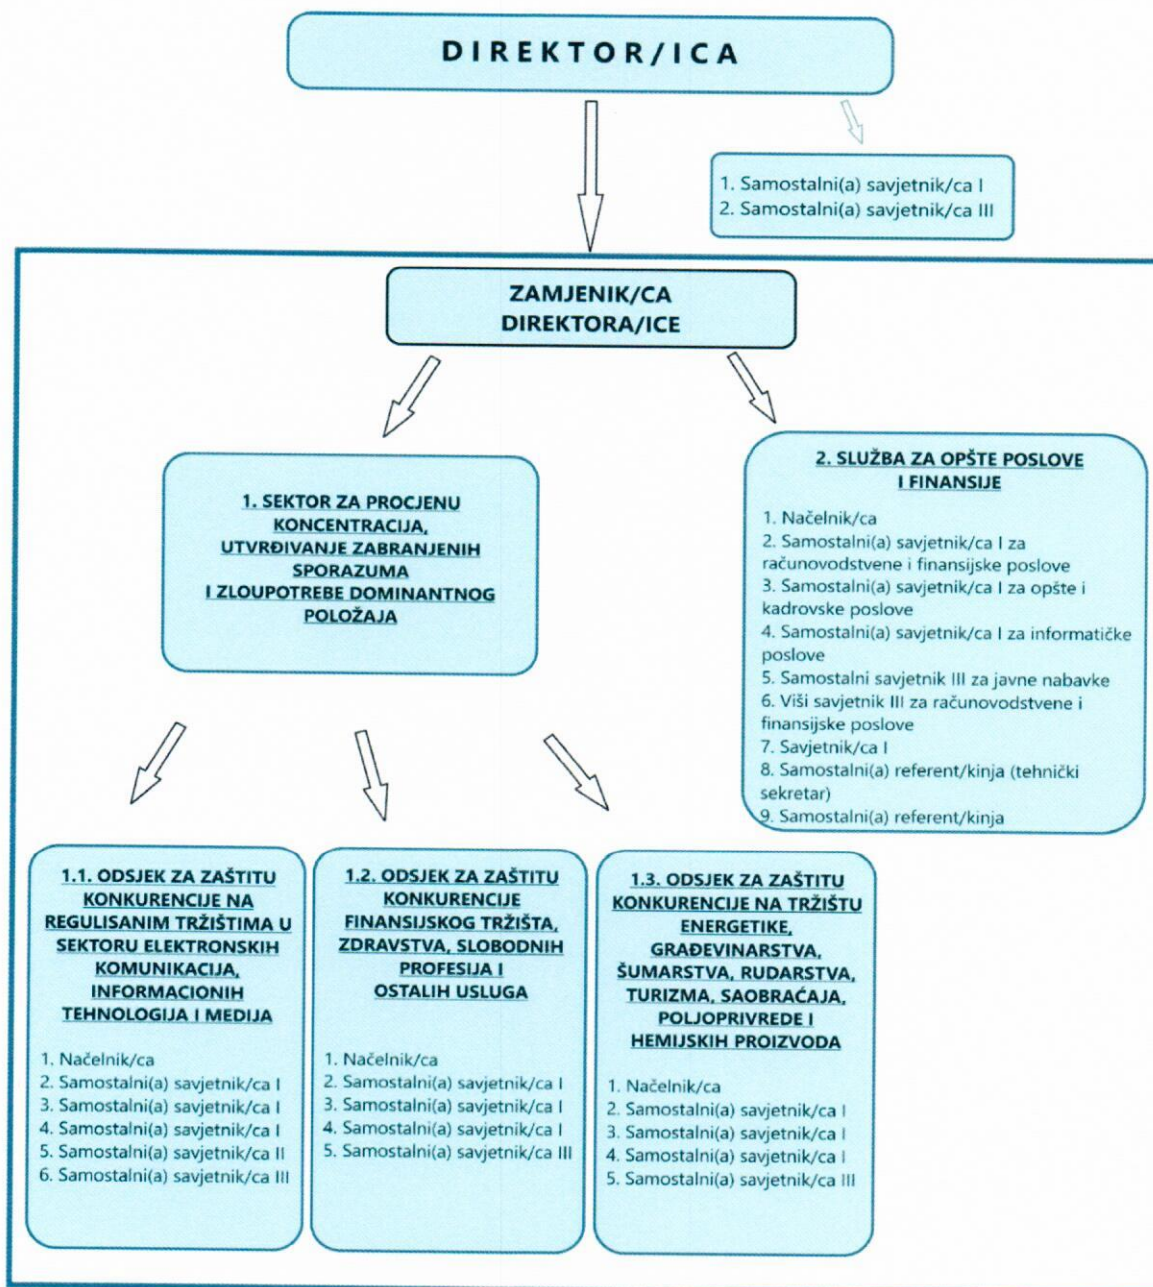 DIREKTOR/ICA
1. Samostalni(a) savjetnik/ca I
2. Samostalni(a) savjetnik/ca III
ZAMJENIK/CA
DIREKTORA/ICE
1. SEKTOR ZA PROCJENU
KONCENTRACIJA,
UTVRĐIVANJE ZABRANJENIH
SPORAZUMA
I ZLOUPOTREBE DOMINANTNOG
POLOŽAJA
2. SLUŽBA ZA OPŠTE POSLOVE
I FINANSIJE
1. Načelnik/ca
2. Samostalni(a) savjetnik/ca I za
računovodstvene i finansijske poslove
3. Samostalni(a) savjetnik/ca I za opšte i
kadrovske poslove
4. Samostalni(a) savjetnik/ca I za informatičke
poslove
5. Samostalni savjetnik III za javne nabavke
6. Viši savjetnik III za računovodstvene i
finansijske poslove
7. Savjetnik/ca I
8. Samostalni(a) referent/kinja (tehnički
sekretar)
9. Samostalni(a) referent/kinja
1.1. ODSJEK ZA ZAŠTITU
KONKURENCIJE NA
REGULISANIM TRŽIŠTIMA U
SEKTORU ELEKTRONSKIH
KOMUNIKACIJA,
INFORMACIONIH
TEHNOLOGIJA I MEDIJA
1. Načelnik/ca
2. Samostalni(a) savjetnik/ca I
3. Samostalni(a) savjetnik/ca I
4. Samostalni(a) savjetnik/ca I
5. Samostalni(a) savjetnik/ca II
6. Samostalni(a) savjetnik/ca III
1.2. ODSJEK ZA ZAŠTITU
KONKURENCIJE
FINANSIJSKOG TRŽIŠTA,
ZDRAVSTVA, SLOBODNIH
PROFESIJA I
OSTALIH USLUGA
1. Načelnik/ca
2. Samostalni(a) savjetnik/ca I
3. Samostalni(a) savjetnik/ca I
4. Samostalni(a) savjetnik/ca I
5. Samostalni(a) savjetnik/ca III
1.3. ODSJEK ZA ZAŠTITU
KONKURENCIJE NA TRŽIŠTU
ENERGETIKE,
GRAĐEVINARSTVA,
ŠUMARSTVA, RUDARSTVA,
TURIZMA, SAOBRAĆAJA,
POLJOPRIVREDE I
HEMIJSKIH PROIZVODA
1. Načelnik/ca
2. Samostalni(a) savjetnik/ca I
3. Samostalni(a) savjetnik/ca I
4. Samostalni(a) savjetnik/ca I
5. Samostalni(a) savjetnik/ca III